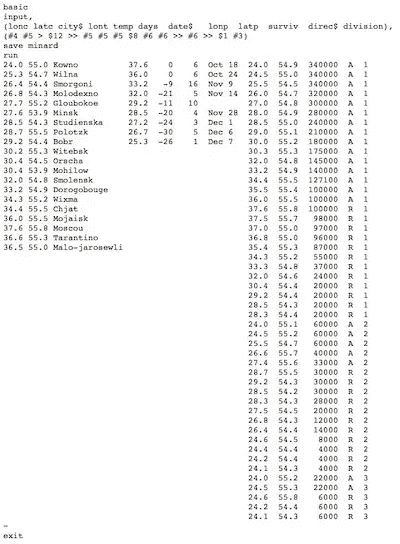 basic
input,
(lonc latc city$ lont temp days date$ lonp latp surviv direc$ division),
(#4 #5 > $12 >> #5 #5 #5 $8 #6 #6 >> #6 >> $1 #3)
save minard
run
24.0 55.0 Kowno 37.6 0 6 Oct 18 24.0 54.9 340000 A 1
25.3 54.7 Wilna 36.0 0 6 Oct 24 24.5 55.0 340000 A 1
26.4 54.4 Smorgoni 33.2 -9 16 Nov 9 25.5 54.5 340000 A 1
26.8 54.3 Molodexno 32.0 -21 5 Nov 14 26.0 54.7 320000 A 1
27.7 55.2 Gloubokoe 29.2 -11 10 27.0 54.8 300000 A 1
27.6 53.9 Minsk 28.5 -20 4 Nov 28 28.0 54.9 280000 A 1
28.5 54.3 Studienska 27.2 -24 3 Dec 1 28.5 55.0 240000 A 1
28.7 55.5 Polotzk 26.7 -30 5 Dec 6 29.0 55.1 210000 A 1
29.2 54.4 Bobr 25.3 -26 1 Dec 7 30.0 55.2 180000 A 1
30.2 55.3 Witebsk 30.3 55.3 175000 A 1
30.4 54.5 Orscha 32.0 54.8 145000 A 1
30.4 53.9 Mohilow 33.2 54.9 140000 A 1
32.0 54.8 Smolensk 34.4 55.5 127100 A 1
33.2 54.9 Dorogobouge 35.5 55.4 100000 A 1
34.3 55.2 Wixma 36.0 55.5 100000 A 1
34.4 55.5 Chjat 37.6 55.8 100000 R 1
36.0 55.5 Mojaisk 37.5 55.7 98000 R 1
37.6 55.8 Moscou 37.0 55.0 97000 R 1
36.6 55.3 Tarantino 36.8 55.0 96000 R 1
36.5 55.0 Malo-jarosewli 35.4 55.3 87000 R 1
34.3 55.2 55000 R 1
33.3 54.8 37000 R 1
32.0 54.6 24000 R 1
30.4 54.4 20000 R 1
29.2 54.4 20000 R 1
28.5 54.3 20000 R 1
28.3 54.4 20000 R 1
24.0 55.1 60000 A 2
24.5 55.2 60000 A 2
25.5 54.7 60000 A 2
26.6 55.7 40000 A 2
27.4 55.6 33000 A 2
28.7 55.5 30000 R 2
29.2 54.3 30000 R 2
28.5 54.2 30000 R 2
28.3 54.3 28000 R 2
27.5 54.5 20000 R 2
26.8 54.3 12000 R 2
26.4 54.4 14000 R 2
24.6 54.5 8000 R 2
24.4 54.4 4000 R 2
24.2 54.4 4000 R 2
24.1 54.3 4000 R 2
24.0 55.2 22000 A 3
24.5 55.3 22000 A 3
24.6 55.8 6000 R 3
24.2 54.4 6000 R 3
24.1 54.3 6000 R 3
~
exit